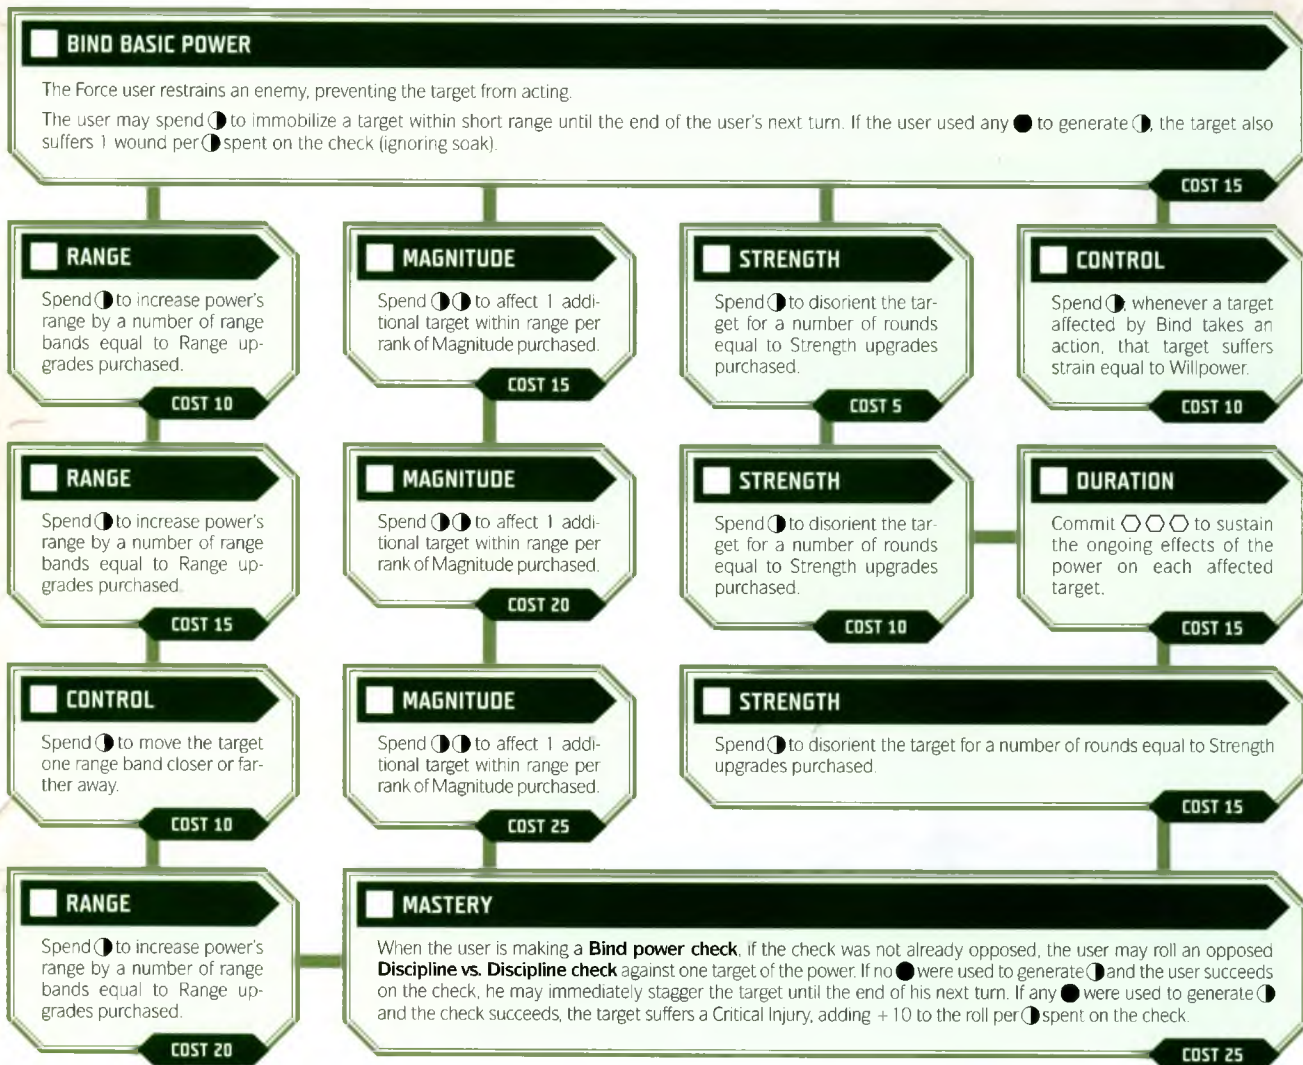 BIND BASIC POWER
The Force user restrains an enemy, preventing the target from acting.
The user may spend ◑ to immobilize a target within short range until the end of the user's next turn. If the user used any ● to generate ◑, the target also
suffers 1 wound per ◑ spent on the check (ignoring soak).
COST 15
RANGE
Spend ◑ to increase power's
range by a number of range
bands equal to Range up-
grades purchased.
COST 10
MAGNITUDE
Spend ◑◑ to affect 1 addi-
tional target within range per
rank of Magnitude purchased.
COST 15
STRENGTH
Spend ◑ to disorient the tar-
get for a number of rounds
equal to Strength upgrades
purchased.
COST 5
CONTROL
Spend ◑, whenever a target
affected by Bind takes an
action, that target suffers
strain equal to Willpower.
COST 10
RANGE
Spend ◑ to increase power's
range by a number of range
bands equal to Range up-
grades purchased.
COST 15
MAGNITUDE
Spend ◑◑ to affect 1 addi-
tional target within range per
rank of Magnitude purchased.
COST 20
STRENGTH
Spend ◑ to disorient the tar-
get for a number of rounds
equal to Strength upgrades
purchased.
COST 10
DURATION
Commit ⬡⬡⬡ to sustain
the ongoing effects of the
power on each affected
target.
COST 15
CONTROL
Spend ◑ to move the target
one range band closer or far-
ther away.
COST 10
MAGNITUDE
Spend ◑◑ to affect 1 addi-
tional target within range per
rank of Magnitude purchased.
COST 25
STRENGTH
Spend ◑ to disorient the target for a number of rounds equal to Strength
upgrades purchased.
COST 15
RANGE
Spend ◑ to increase power's
range by a number of range
bands equal to Range up-
grades purchased.
COST 20
MASTERY
When the user is making a Bind power check, if the check was not already opposed, the user may roll an opposed
Discipline vs. Discipline check against one target of the power. If no ● were used to generate ◑ and the user succeeds
on the check, he may immediately stagger the target until the end of his next turn. If any ● were used to generate ◑
and the check succeeds, the target suffers a Critical Injury, adding +10 to the roll per ◑ spent on the check.
COST 25